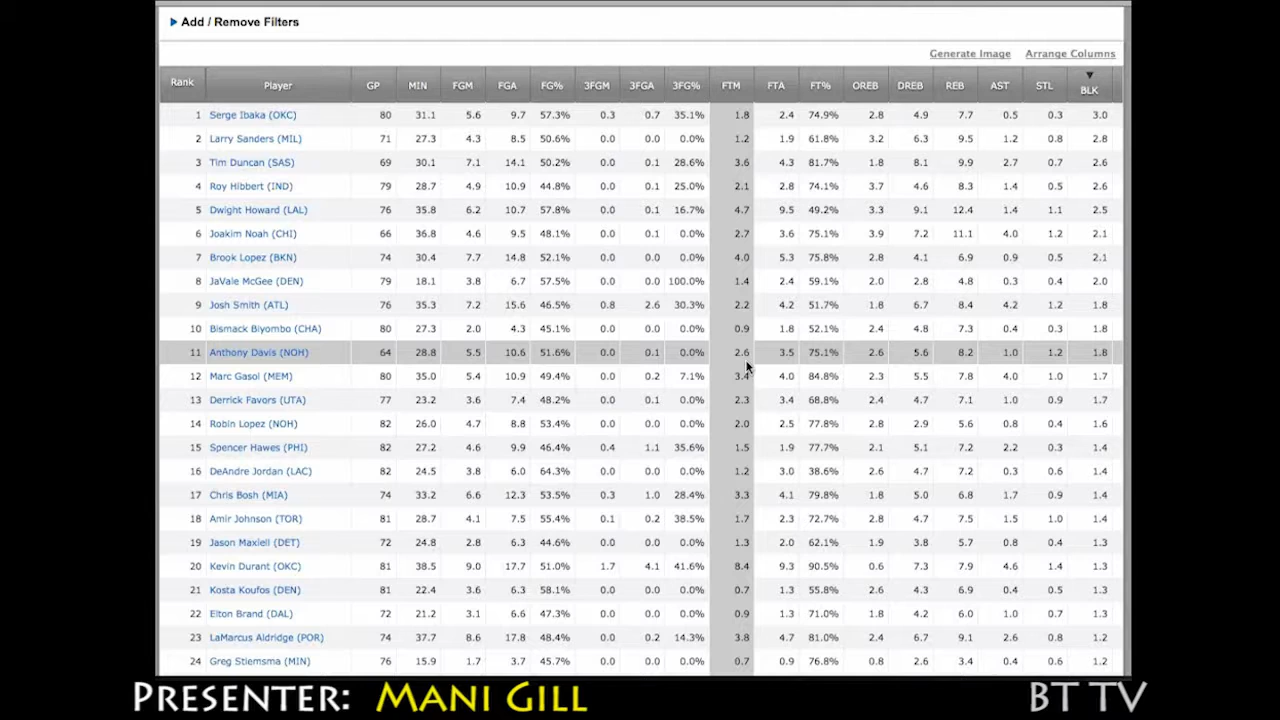 Add / Remove Filters
Generate Image Arrange Columns
Rank Player GP MIN FGM FGA FG% 3FGM 3FGA 3FG% FTM FTA FT% OREB DREB REB AST STL BLK
1 Serge Ibaka (OKC) 80 31.1 5.6 9.7 57.3% 0.3 0.7 35.1% 1.8 2.4 74.9% 2.8 4.9 7.7 0.5 0.3 3.0
2 Larry Sanders (MIL) 71 27.3 4.3 8.5 50.6% 0.0 0.0 0.0% 1.2 1.9 61.8% 3.2 6.3 9.5 1.2 0.8 2.8
3 Tim Duncan (SAS) 69 30.1 7.1 14.1 50.2% 0.0 0.1 28.6% 3.6 4.3 81.7% 1.8 8.1 9.9 2.7 0.7 2.6
4 Roy Hibbert (IND) 79 28.7 4.9 10.9 44.8% 0.0 0.1 25.0% 2.1 2.8 74.1% 3.7 4.6 8.3 1.4 0.5 2.6
5 Dwight Howard (LAL) 76 35.8 6.2 10.7 57.8% 0.0 0.1 16.7% 4.7 9.5 49.2% 3.3 9.1 12.4 1.4 1.1 2.5
6 Joakim Noah (CHI) 66 36.8 4.6 9.5 48.1% 0.0 0.1 0.0% 2.7 3.6 75.1% 3.9 7.2 11.1 4.0 1.2 2.1
7 Brook Lopez (BKN) 74 30.4 7.7 14.8 52.1% 0.0 0.0 0.0% 4.0 5.3 75.8% 2.8 4.1 6.9 0.9 0.5 2.1
8 JaVale McGee (DEN) 79 18.1 3.8 6.7 57.5% 0.0 0.0 100.0% 1.4 2.4 59.1% 2.0 2.8 4.8 0.3 0.4 2.0
9 Josh Smith (ATL) 76 35.3 7.2 15.6 46.5% 0.8 2.6 30.3% 2.2 4.2 51.7% 1.8 6.7 8.4 4.2 1.2 1.8
10 Bismack Biyombo (CHA) 80 27.3 2.0 4.3 45.1% 0.0 0.0 0.0% 0.9 1.8 52.1% 2.4 4.8 7.3 0.4 0.3 1.8
11 Anthony Davis (NOH) 64 28.8 5.5 10.6 51.6% 0.0 0.1 0.0% 2.6 3.5 75.1% 2.6 5.6 8.2 1.0 1.2 1.8
12 Marc Gasol (MEM) 80 35.0 5.4 10.9 49.4% 0.0 0.2 7.1% 3.4 4.0 84.8% 2.3 5.5 7.8 4.0 1.0 1.7
13 Derrick Favors (UTA) 77 23.2 3.6 7.4 48.2% 0.0 0.1 0.0% 2.3 3.4 68.8% 2.4 4.7 7.1 1.0 0.9 1.7
14 Robin Lopez (NOH) 82 26.0 4.7 8.8 53.4% 0.0 0.0 0.0% 2.0 2.5 77.8% 2.8 2.9 5.6 0.8 0.4 1.6
15 Spencer Hawes (PHI) 82 27.2 4.6 9.9 46.4% 0.4 1.1 35.6% 1.5 1.9 77.7% 2.1 5.1 7.2 2.2 0.3 1.4
16 DeAndre Jordan (LAC) 82 24.5 3.8 6.0 64.3% 0.0 0.0 0.0% 1.2 3.0 38.6% 2.6 4.7 7.2 0.3 0.6 1.4
17 Chris Bosh (MIA) 74 33.2 6.6 12.3 53.5% 0.3 1.0 28.4% 3.3 4.1 79.8% 1.8 5.0 6.8 1.7 0.9 1.4
18 Amir Johnson (TOR) 81 28.7 4.1 7.5 55.4% 0.1 0.2 38.5% 1.7 2.3 72.7% 2.8 4.7 7.5 1.5 1.0 1.4
19 Jason Maxiell (DET) 72 24.8 2.8 6.3 44.6% 0.0 0.0 0.0% 1.3 2.0 62.1% 1.9 3.8 5.7 0.8 0.4 1.3
20 Kevin Durant (OKC) 81 38.5 9.0 17.7 51.0% 1.7 4.1 41.6% 8.4 9.3 90.5% 0.6 7.3 7.9 4.6 1.4 1.3
21 Kosta Koufos (DEN) 81 22.4 3.6 6.3 58.1% 0.0 0.0 0.0% 0.7 1.3 55.8% 2.6 4.3 6.9 0.4 0.5 1.3
22 Elton Brand (DAL) 72 21.2 3.1 6.6 47.3% 0.0 0.0 0.0% 0.9 1.3 71.0% 1.8 4.2 6.0 1.0 0.7 1.3
23 LaMarcus Aldridge (POR) 74 37.7 8.6 17.8 48.4% 0.0 0.2 14.3% 3.8 4.7 81.0% 2.4 6.7 9.1 2.6 0.8 1.2
24 Greg Stiemsma (MIN) 76 15.9 1.7 3.7 45.7% 0.0 0.0 0.0% 0.7 0.9 76.8% 0.8 2.6 3.4 0.4 0.6 1.2
PRESENTER: MANI GILL BT TV